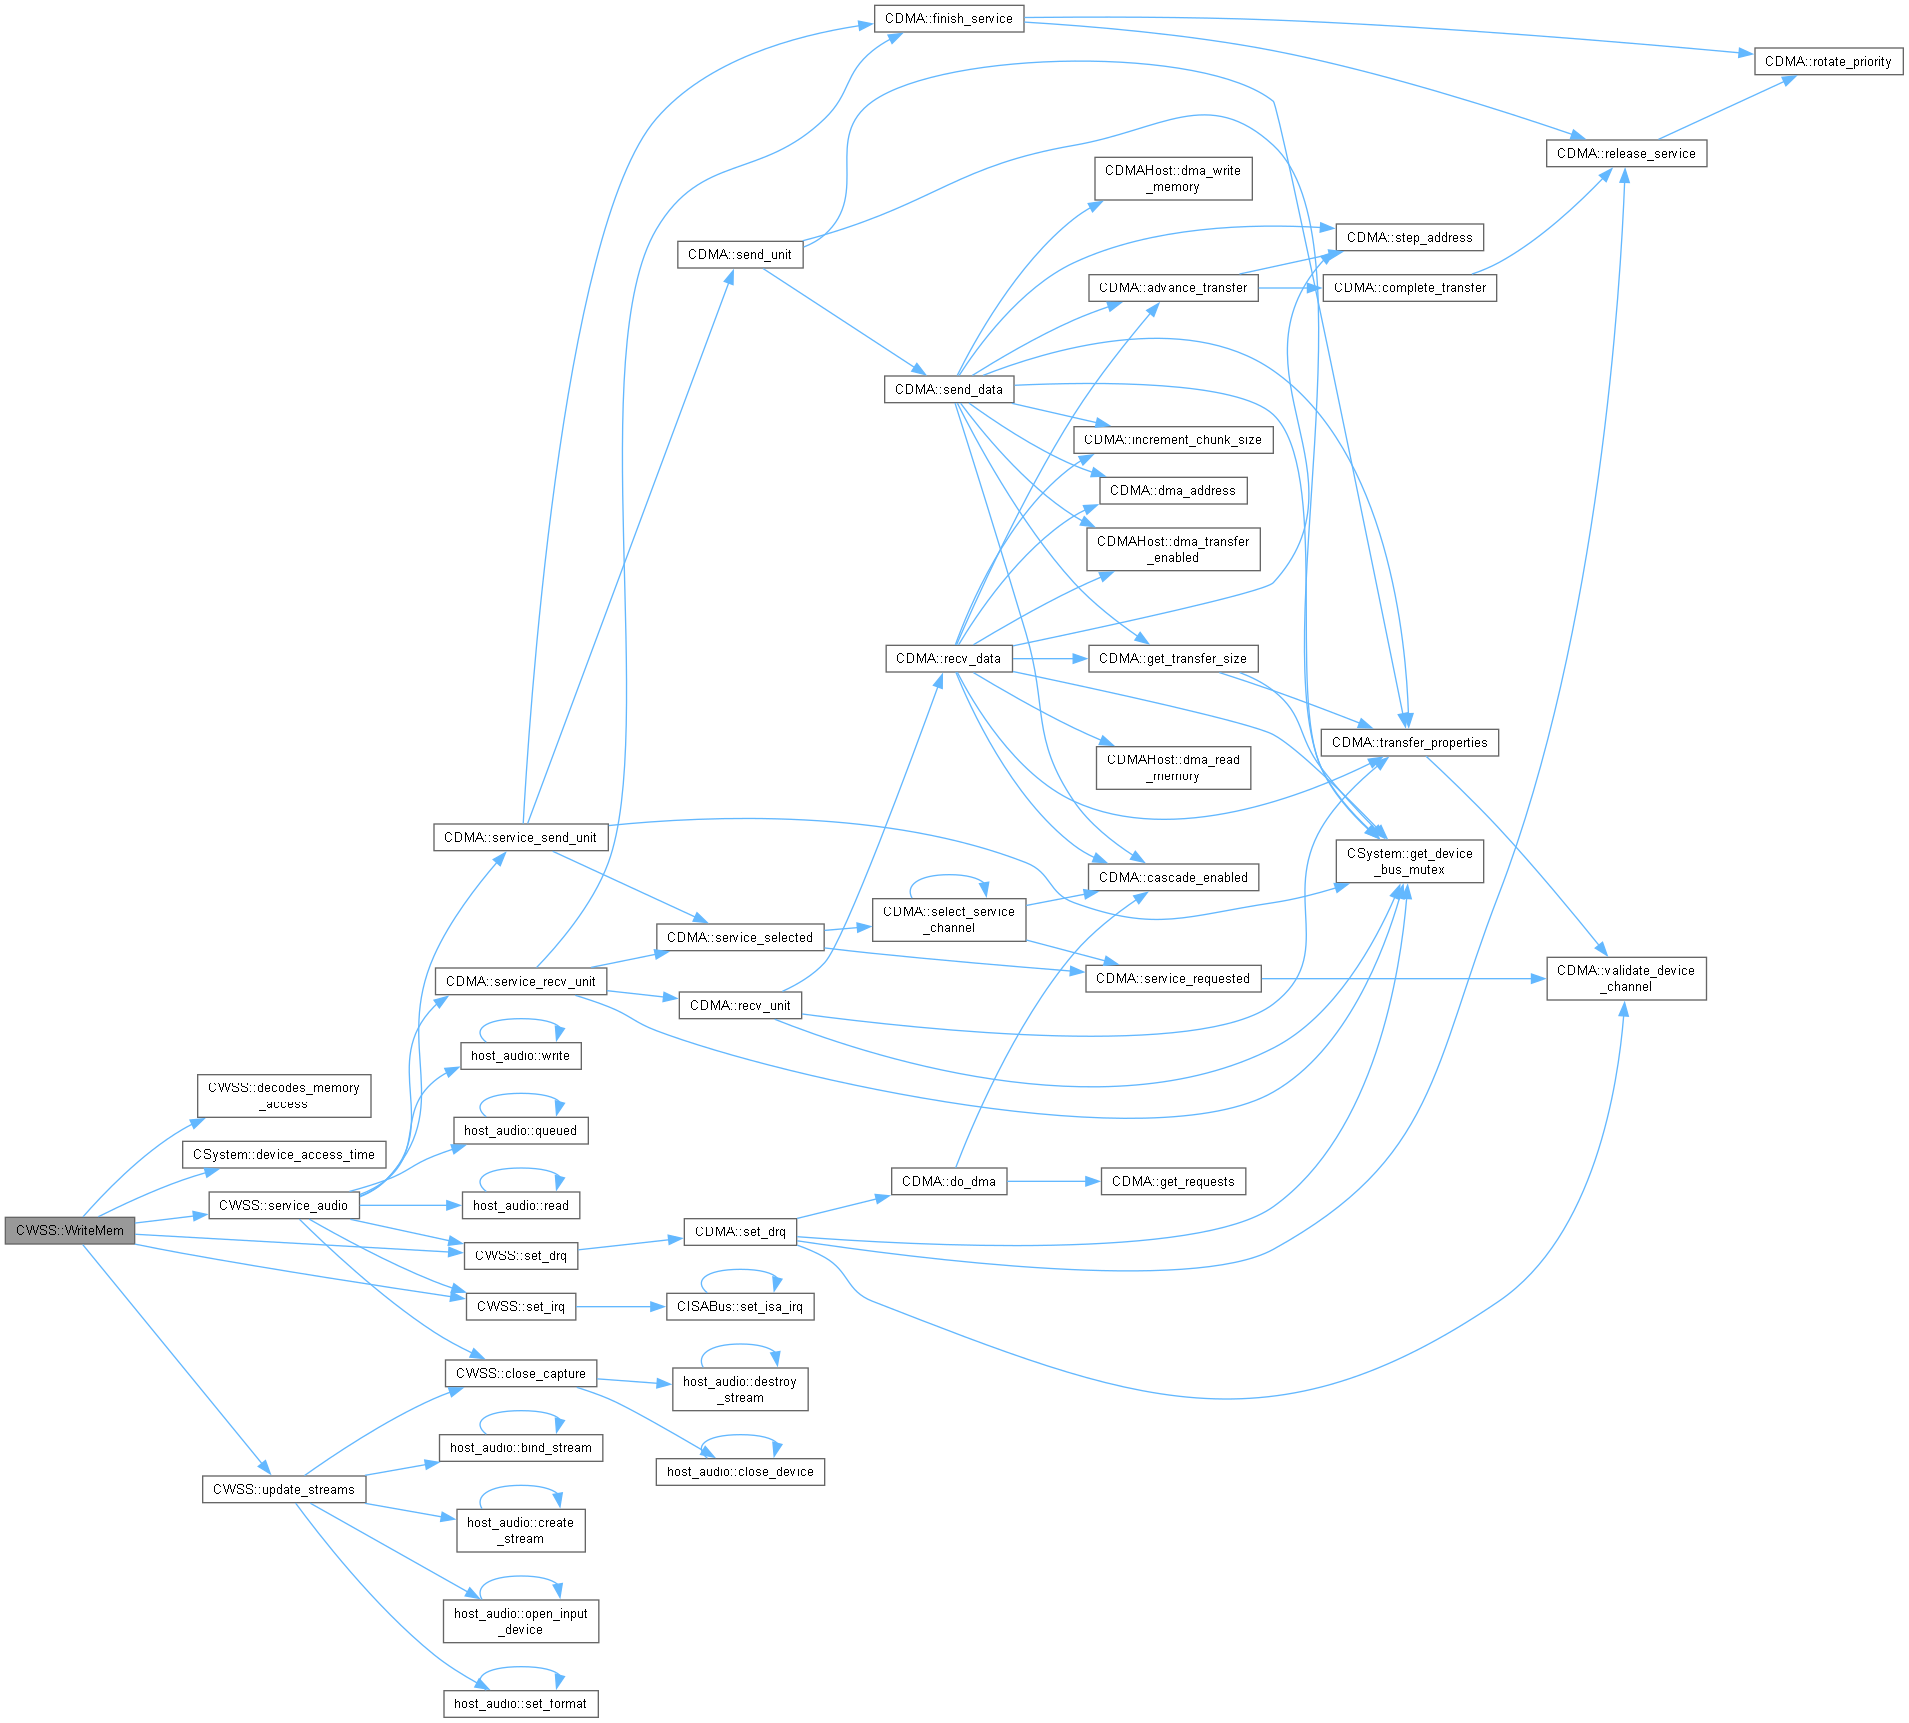 CDMA::finish_service
CDMA::rotate_priority
CDMA::release_service
CDMAHost::dma_write
_memory
CDMA::step_address
CDMA::send_unit
CDMA::advance_transfer
CDMA::complete_transfer
CDMA::send_data
CDMA::increment_chunk_size
CDMA::dma_address
CDMAHost::dma_transfer
_enabled
CDMA::recv_data
CDMA::get_transfer_size
CDMA::transfer_properties
CDMAHost::dma_read
_memory
CDMA::service_send_unit
CSystem::get_device
_bus_mutex
CDMA::cascade_enabled
CDMA::select_service
_channel
CDMA::service_selected
CDMA::service_requested
CDMA::validate_device
_channel
CDMA::service_recv_unit
CDMA::recv_unit
host_audio::write
CWSS::decodes_memory
_access
host_audio::queued
CSystem::device_access_time
CDMA::do_dma
CDMA::get_requests
CWSS::service_audio
host_audio::read
CWSS::WriteMem
CDMA::set_drq
CWSS::set_drq
CWSS::set_irq
CISABus::set_isa_irq
CWSS::close_capture
host_audio::destroy
_stream
host_audio::bind_stream
host_audio::close_device
CWSS::update_streams
host_audio::create
_stream
host_audio::open_input
_device
host_audio::set_format